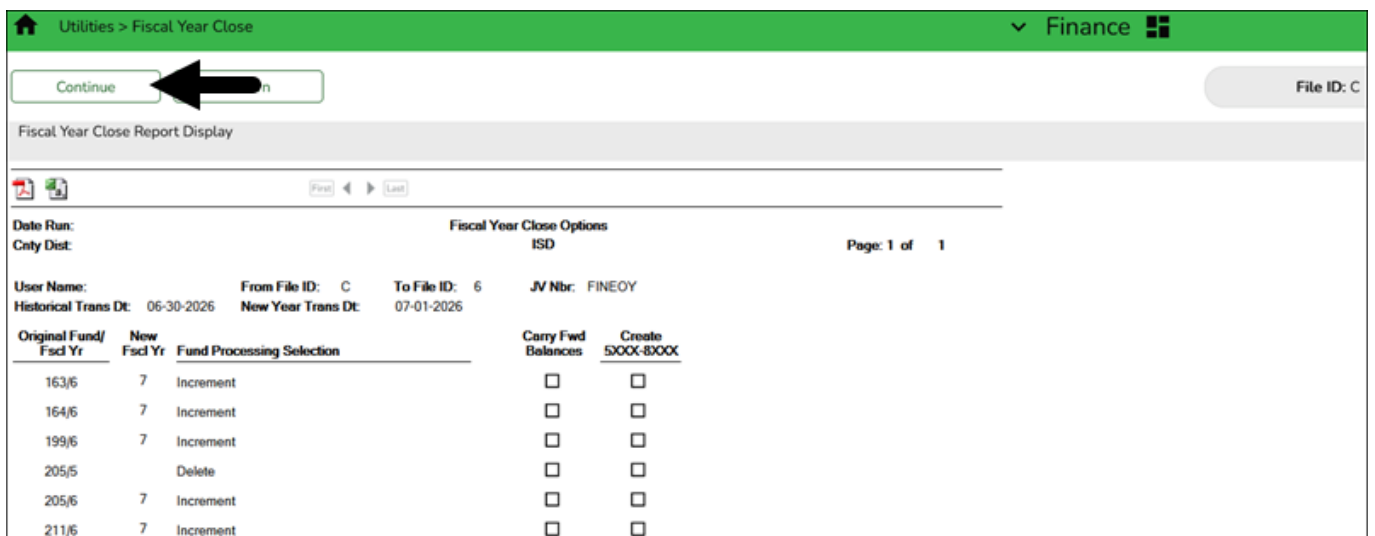 Utilities > Fiscal Year Close
Finance
Continue
File ID: C
Fiscal Year Close Report Display
First Last
Date Run: Fiscal Year Close Options
Cnty Dist: ISD Page: 1 of 1
User Name: From File ID: C To File ID: 6 JV Nbr: FINEOY
Historical Trans Dt: 06-30-2026 New Year Trans Dt: 07-01-2026
Original Fund/ New Carry Fwd Create
Fscl Yr Fscl Yr Fund Processing Selection Balances 5XXX-8XXX
163/6 7 Increment
164/6 7 Increment
199/6 7 Increment
205/5 Delete
205/6 7 Increment
211/6 7 Increment